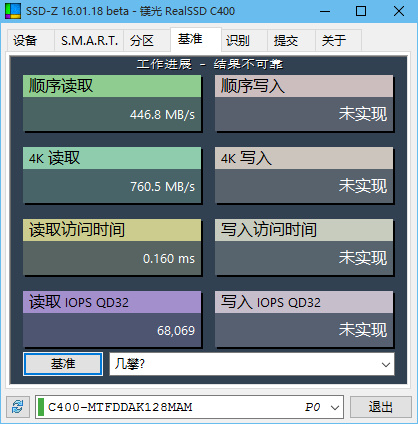 SSD-Z 16.01.18 beta - 镁光 RealSSD C400
设备 S.M.A.R.T. 分区 基准 识别 提交 关于
工作进展 - 结果不可靠
顺序读取 顺序写入
446.8 MB/s 未实现
4K 读取 4K 写入
760.5 MB/s 未实现
读取访问时间 写入访问时间
0.160 ms 未实现
读取 IOPS QD32 写入 IOPS QD32
68,069 未实现
基准 几攀?
C400-MTFDDAK128MAM P0 退出